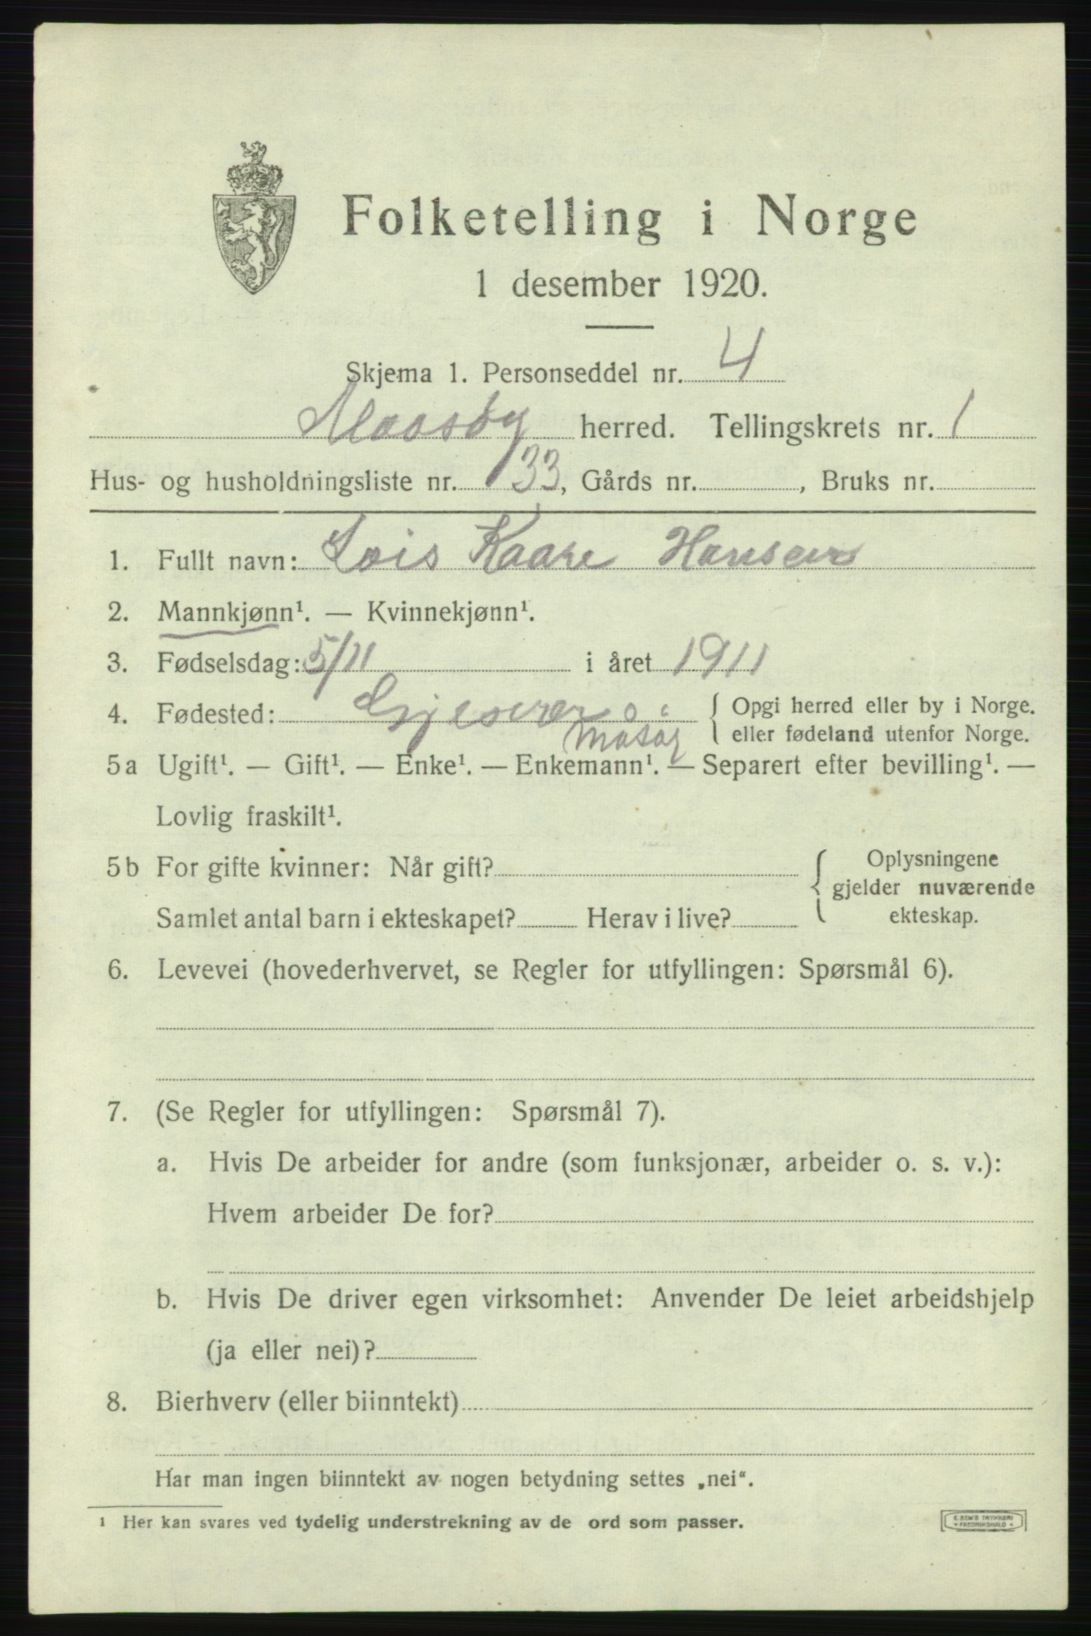 Folketelling i Norge
1 desember 1920.
Skjema 1. Personseddel nr. 4
Maasøy herred. Tellingskrets nr. 1
Hus- og husholdningsliste nr. 33, Gårds nr. , Bruks nr.
1. Fullt navn: Lois Kaare Hansen
2. Mannkjønn¹. — Kvinnekjønn¹.
3. Fødselsdag: 5/11 i året 1911
4. Fødested: Gjesvær { Opgi herred eller by i Norge.
Måsøy eller fødeland utenfor Norge.
5 a Ugift¹. — Gift¹. — Enke¹. — Enkemann¹. — Separert efter bevilling¹. —
Lovlig fraskilt¹.
5 b For gifte kvinner: Når gift? { Oplysningene
gjelder nuværende
Samlet antal barn i ekteskapet? Herav i live? ekteskap.
6. Levevei (hovederhvervet, se Regler for utfyllingen: Spørsmål 6).
7. (Se Regler for utfyllingen: Spørsmål 7).
a. Hvis De arbeider for andre (som funksjonær, arbeider o. s. v.):
Hvem arbeider De for?
b. Hvis De driver egen virksomhet: Anvender De leiet arbeidshjelp
(ja eller nei)?
8. Bierhverv (eller biinntekt)
Har man ingen biinntekt av nogen betydning settes „nei“.
¹ Her kan svares ved tydelig understrekning av de ord som passer.